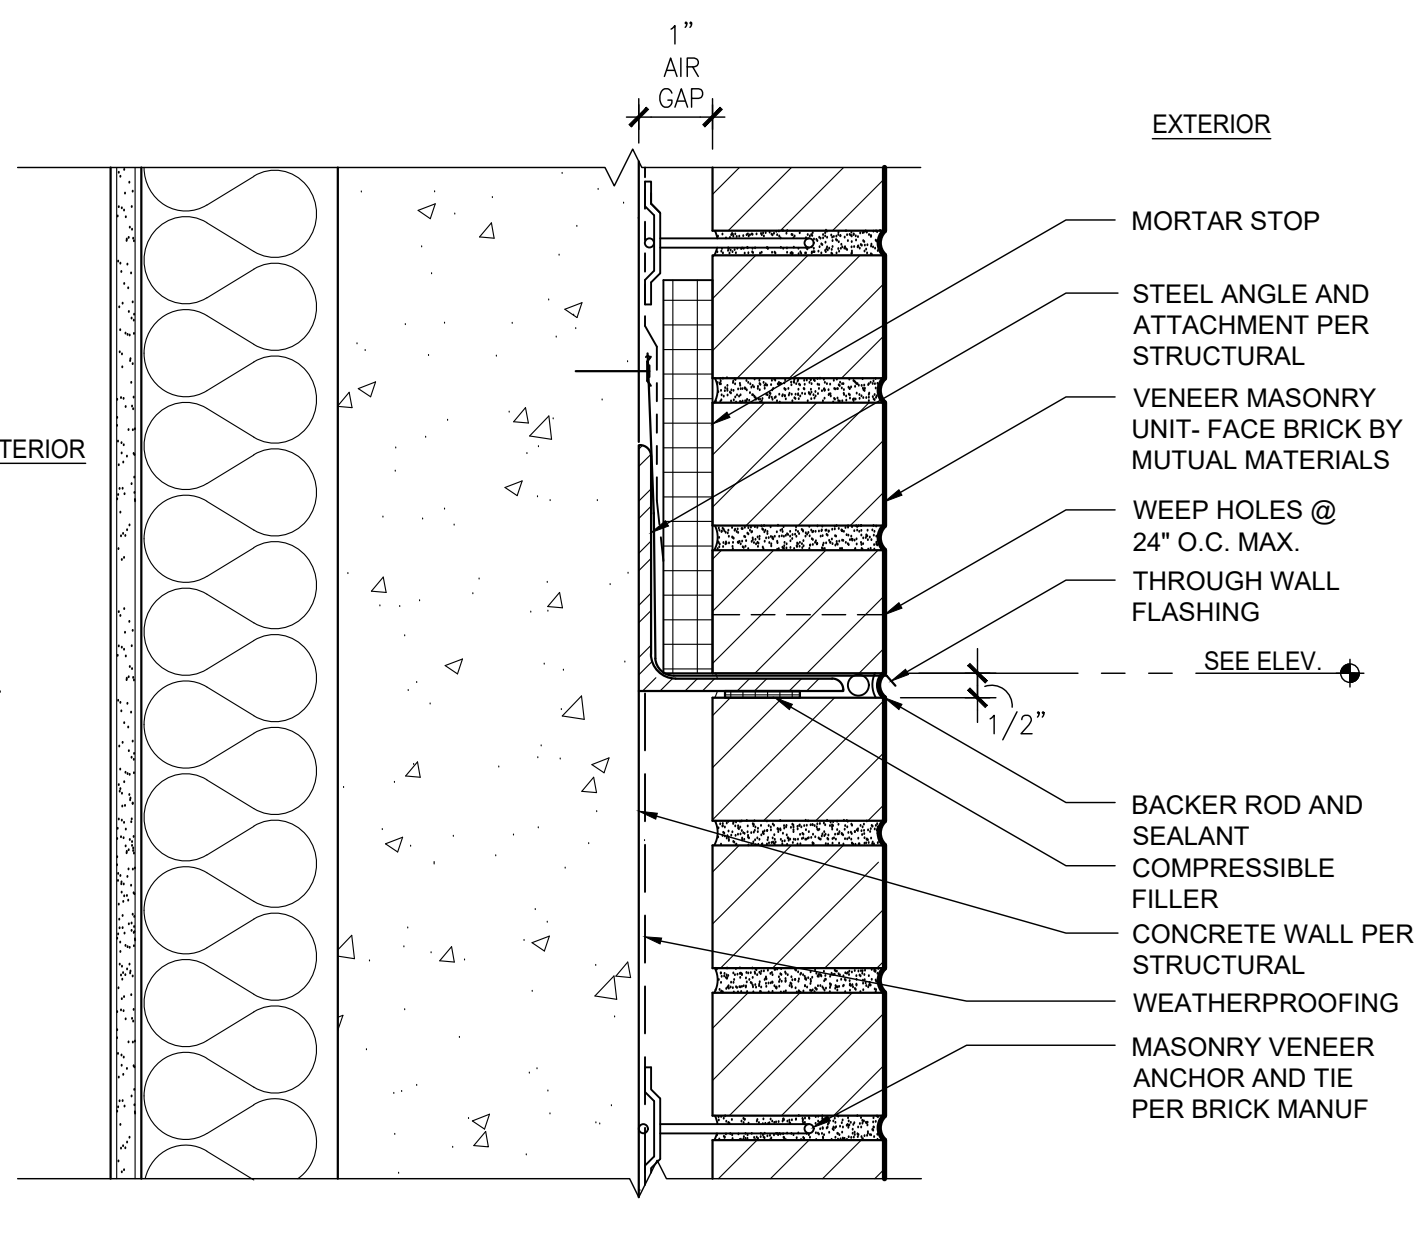 1”
AIR
GAP
EXTERIOR
MORTAR STOP
STEEL ANGLE AND
ATTACHMENT PER
STRUCTURAL
VENEER MASONRY
UNIT- FACE BRICK BY
MUTUAL MATERIALS
TERIOR
WEEP HOLES @
24" O.C. MAX.
THROUGH WALL
FLASHING
SEE ELEV.
1/2”
BACKER ROD AND
SEALANT
COMPRESSIBLE
FILLER
CONCRETE WALL PER
STRUCTURAL
WEATHERPROOFING
MASONRY VENEER
ANCHOR AND TIE
PER BRICK MANUF